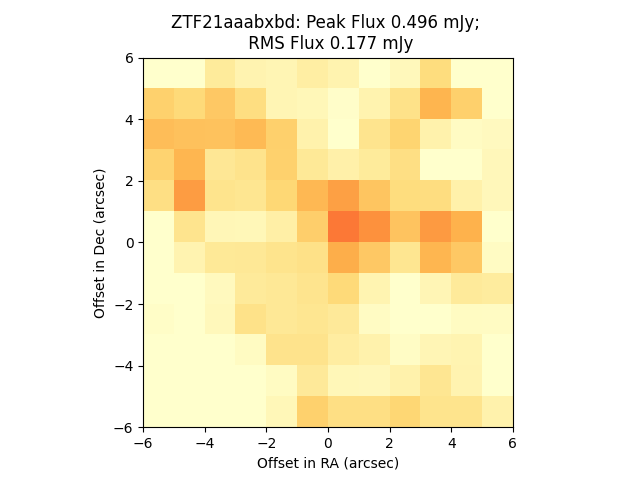 ZTF21aaabxbd: Peak Flux 0.496 mJy;
RMS Flux 0.177 mJy
6
4
2
0
−2
−4
−6
Offset in Dec (arcsec)
−6 −4 −2 0 2 4 6
Offset in RA (arcsec)